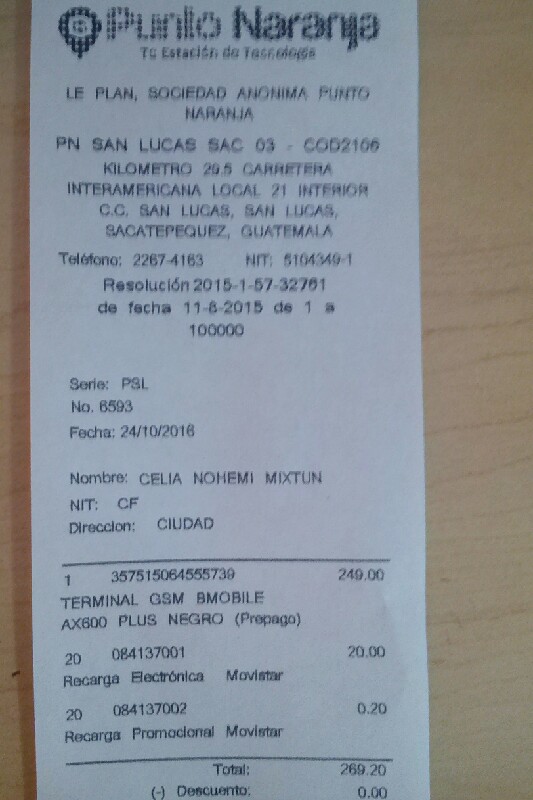 Punto Naranja
Tu Estación de Tecnología
LE PLAN, SOCIEDAD ANONIMA PUNTO
NARANJA
PN SAN LUCAS SAC 03 - COD2106
KILOMETRO 29.5 CARRETERA
INTERAMERICANA LOCAL 21 INTERIOR
C.C. SAN LUCAS, SAN LUCAS,
SACATEPEQUEZ, GUATEMALA
Teléfono: 2267-4163 NIT: 5104349-1
Resolución 2015-1-57-32761
de fecha 11-8-2015 de 1 a
100000
Serie: PSL
No. 6593
Fecha: 24/10/2016
Nombre: CELIA NOHEMI MIXTUN
NIT: CF
Direccion: CIUDAD
1 357515064555739 249.00
TERMINAL GSM BMOBILE
AX600 PLUS NEGRO (Prepago)
20 084137001 20.00
Recarga Electrónica Movistar
20 084137002 0.20
Recarga Promocional Movistar
Total: 269.20
(-) Descuento: 0.00